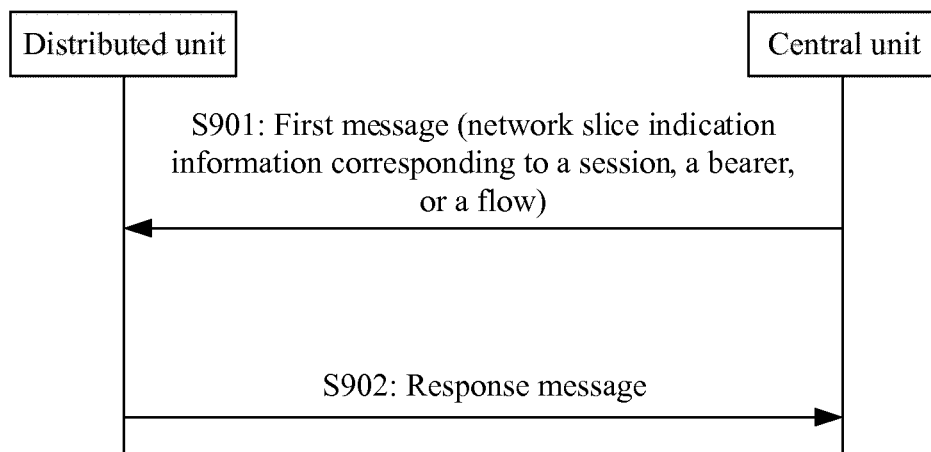 Distributed unit
Central unit
S901: First message (network slice indication
information corresponding to a session, a bearer,
or a flow)
S902: Response message